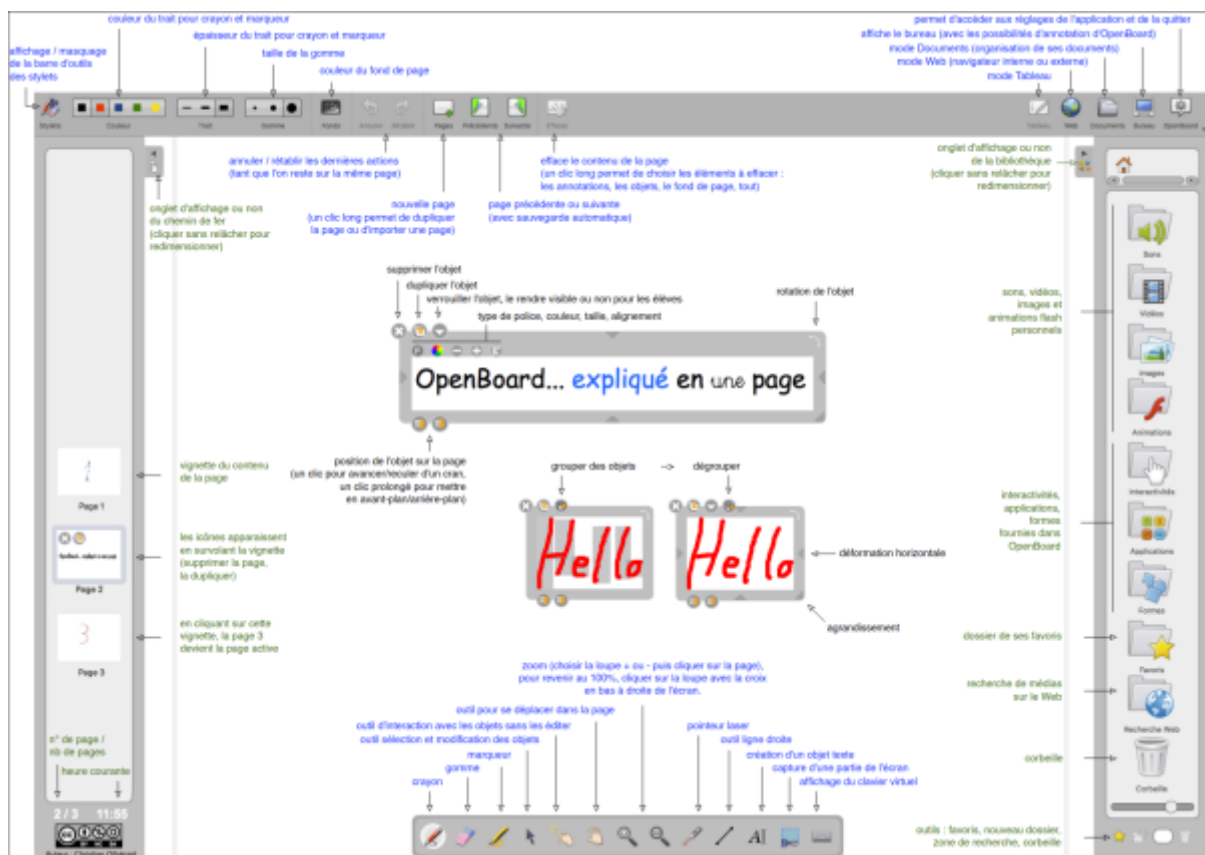 couleur du trait pour crayon et marqueur
permet d'accéder aux réglages de l'application et de la quitter
épaisseur du trait pour crayon et marqueur
affiche le bureau (avec les possibilités d'annotation d'OpenBoard)
affichage / masquage
de la barre d'outils
des stylets
taille de la gomme
mode Documents (organisation de ses documents)
mode Web (navigateur interne ou externe)
couleur du fond de page
mode Tableau
Stylets
Couleur
Trait
Gomme
Fonds
Annuler
Rétablir
Pages
Précédente
Suivante
Effacer
Tableau
Web
Documents
Bureau
OpenBoard
annuler / rétablir les dernières actions
(tant que l'on reste sur la même page)
efface le contenu de la page
(un clic long permet de choisir les éléments à effacer :
les annotations, les objets, le fond de page, tout)
onglet d'affichage ou non
de la bibliothèque
(cliquer sans relâcher pour
redimensionner)
onglet d'affichage ou non
du chemin de fer
(cliquer sans relâcher pour
redimensionner)
nouvelle page
(un clic long permet de dupliquer
la page ou d'importer une page)
page précédente ou suivante
(avec sauvegarde automatique)
supprimer l'objet
dupliquer l'objet
verrouiller l'objet, le rendre visible ou non pour les élèves
type de police, couleur, taille, alignement
rotation de l'objet
OpenBoard... expliqué en une page
position de l'objet sur la page
(un clic pour avancer/reculer d'un cran,
un clic prolongé pour mettre
en avant-plan/arrière-plan)
grouper des objets --> dégrouper
Hello
Hello
déformation horizontale
agrandissement
sons, vidéos,
images et
animations flash
personnels
Sons
Vidéos
Images
Animations
interactivités,
applications,
formes
fournies dans
OpenBoard
Interactivités
Applications
Formes
dossier de ses favoris
Favoris
recherche de médias
sur le Web
Recherche Web
corbeille
Corbeille
outils : favoris, nouveau dossier,
zone de recherche, corbeille
1
Page 1
vignette du contenu
de la page
Page 2
les icônes apparaissent
en survolant la vignette
(supprimer la page,
la dupliquer)
3
Page 3
en cliquant sur cette
vignette, la page 3
devient la page active
n° de page /
nb de pages
heure courante
2 / 3 11:55
zoom (choisir la loupe + ou - puis cliquer sur la page),
pour revenir au 100%, cliquer sur la loupe avec la croix
en bas à droite de l'écran.
outil pour se déplacer dans la page
outil d'interaction avec les objets sans les éditer
outil sélection et modification des objets
marqueur
gomme
crayon
pointeur laser
outil ligne droite
création d'un objet texte
capture d'une partie de l'écran
affichage du clavier virtuel
AI